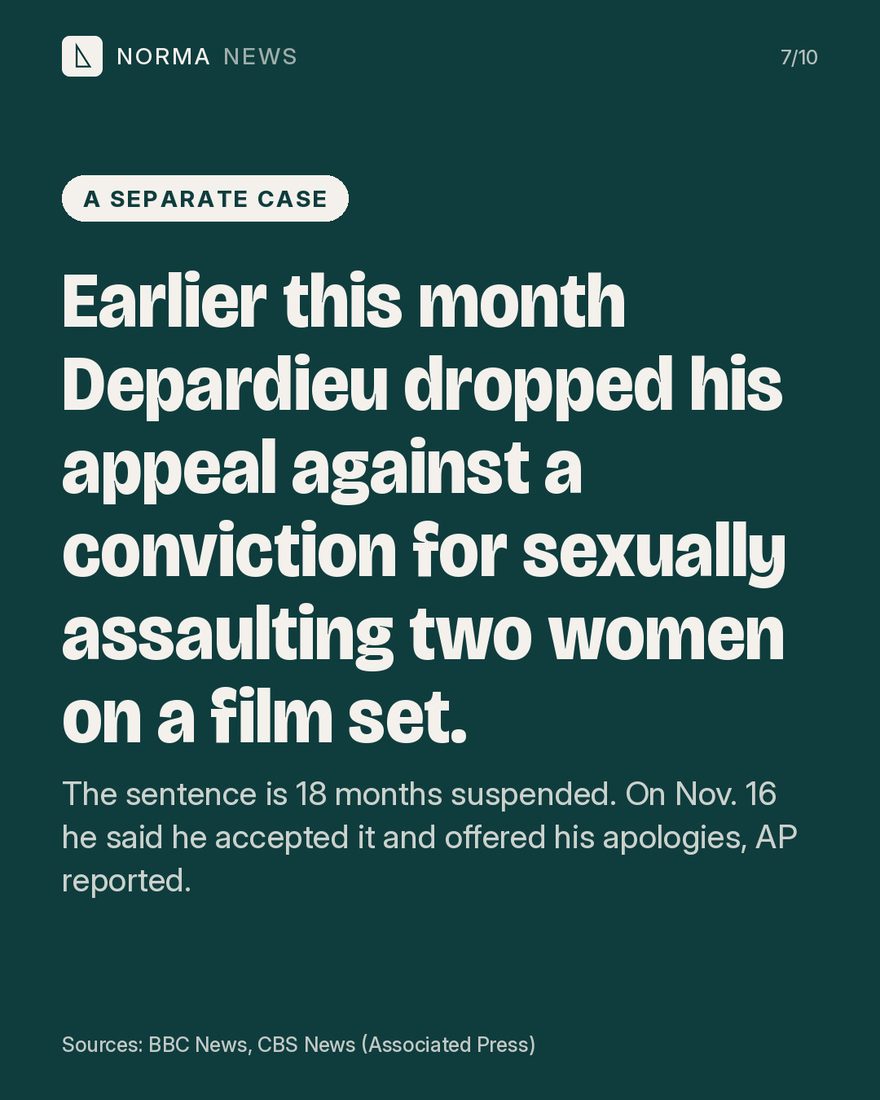 NORMA NEWS
7/10
A SEPARATE CASE
Earlier this month
Depardieu dropped his
appeal against a
conviction for sexually
assaulting two women
on a film set.
The sentence is 18 months suspended. On Nov. 16
he said he accepted it and offered his apologies, AP
reported.
Sources: BBC News, CBS News (Associated Press)